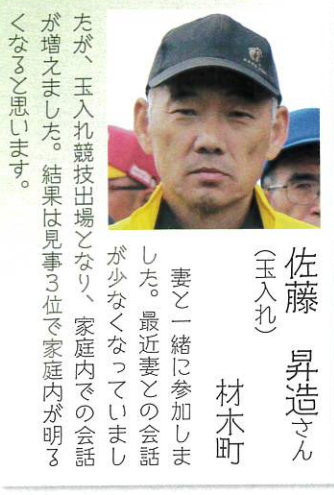 佐藤 昇造さん
（玉入れ）
材木町
妻と一緒に参加しま
した。最近妻との会話
が少なくなっていまし
たが、玉入れ競技出場となり、家庭内での会話
が増えました。結果は見事3位で家庭内が明る
くなると思います。